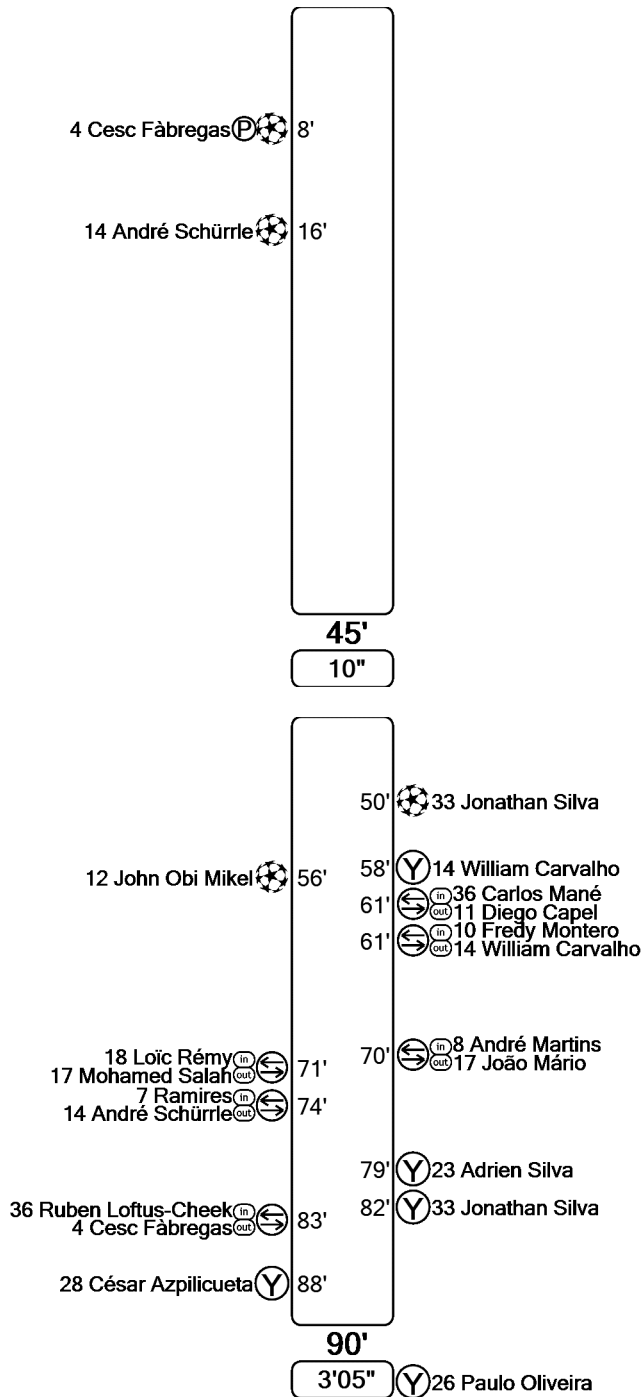 4 Cesc Fàbregas P 8'
14 André Schürrle 16'
45'
10"
50' 33 Jonathan Silva
58' Y 14 William Carvalho
12 John Obi Mikel 56'
61' in 36 Carlos Mané
out 11 Diego Capel
61' in 10 Fredy Montero
out 14 William Carvalho
70' in 8 André Martins
out 17 João Mário
18 Loïc Rémy in 71'
17 Mohamed Salah out
7 Ramires in 74'
14 André Schürrle out
79' Y 23 Adrien Silva
82' Y 33 Jonathan Silva
36 Ruben Loftus-Cheek in 83'
4 Cesc Fàbregas out
28 César Azpilicueta Y 88'
90'
3'05" Y 26 Paulo Oliveira